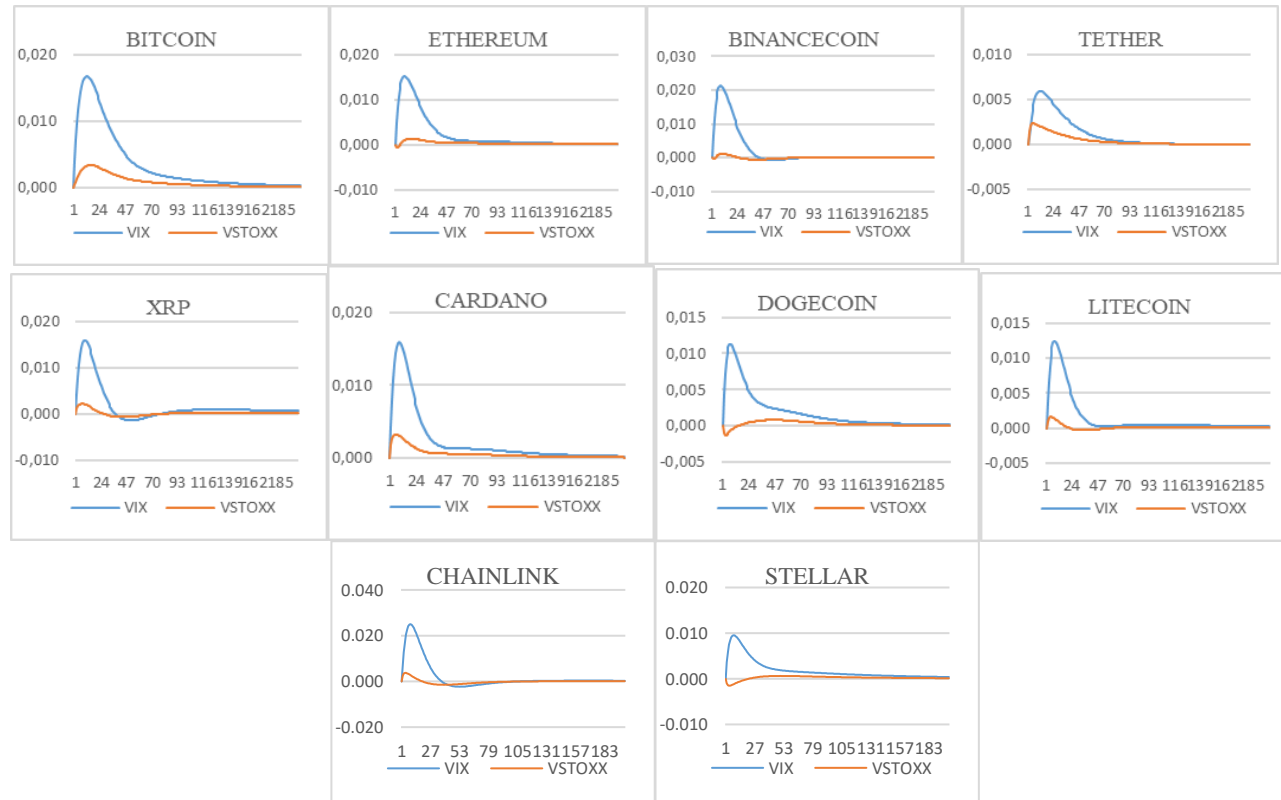 BITCOIN
0,020
0,010
0,000
1 24 47 70 93 116139162185
VIX VSTOXX
ETHEREUM
0,020
0,010
0,000
-0,010
1 24 47 70 93 116139162185
VIX VSTOXX
BINANCECOIN
0,030
0,020
0,010
0,000
-0,010
1 24 47 70 93 116139162185
VIX VSTOXX
TETHER
0,010
0,005
0,000
-0,005
1 24 47 70 93 116139162185
VIX VSTOXX
XRP
0,020
0,010
0,000
-0,010
1 24 47 70 93 116139162185
VIX VSTOXX
CARDANO
0,020
0,010
0,000
1 24 47 70 93 116139162185
VIX VSTOXX
DOGECOIN
0,015
0,010
0,005
0,000
-0,005
1 24 47 70 93 116139162185
VIX VSTOXX
LITECOIN
0,015
0,010
0,005
0,000
-0,005
1 24 47 70 93 116139162185
VIX VSTOXX
CHAINLINK
0.040
0.020
0.000
-0.020
1 27 53 79 105131157183
VIX VSTOXX
STELLAR
0.020
0.010
0.000
-0.010
1 27 53 79 105131157183
VIX VSTOXX